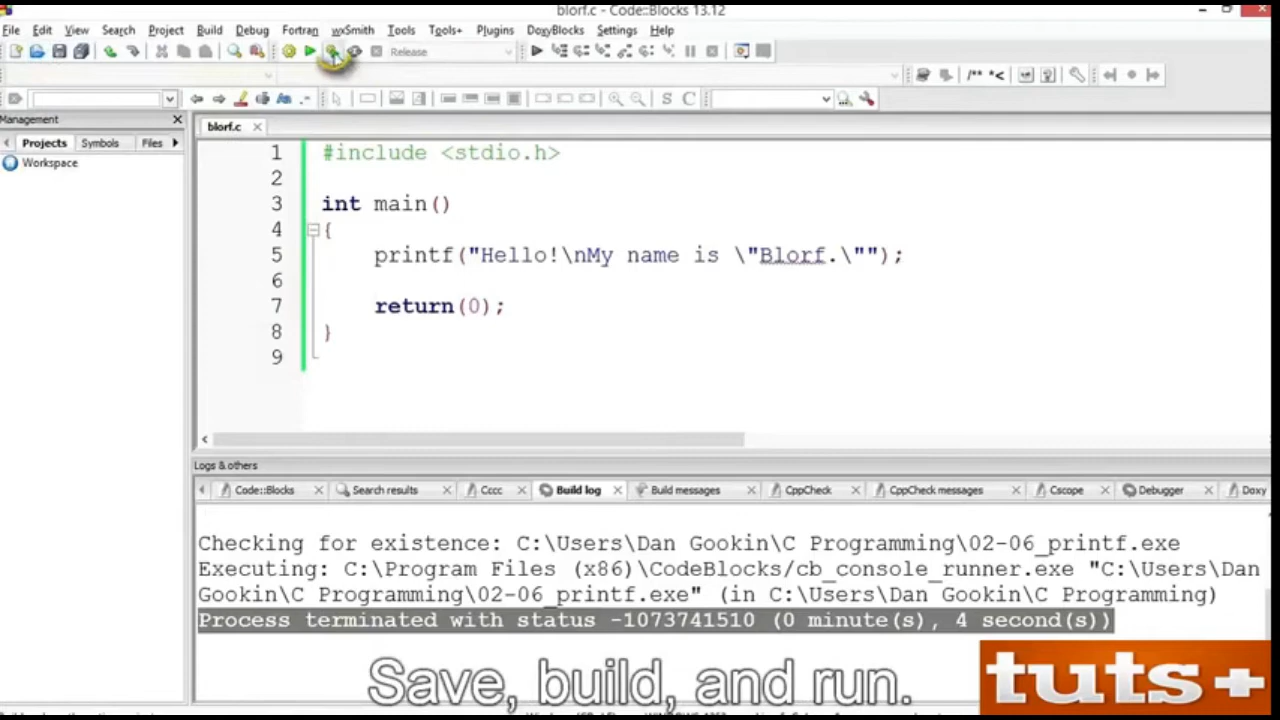 blorf.c - Code::Blocks 13.12
File Edit View Search Project Build Debug Fortran wxSmith Tools Tools+ Plugins DoxyBlocks Settings Help
Release
/** *<
S C
Management
Projects Symbols Files
Workspace
blorf.c
1 #include <stdio.h>
2
3 int main()
4 {
5 printf("Hello!\nMy name is \"Blorf.\"");
6
7 return(0);
8 }
9
Logs & others
Code::Blocks Search results Cccc Build log Build messages CppCheck CppCheck messages Cscope Debugger Doxy
Checking for existence: C:\Users\Dan Gookin\C Programming\02-06_printf.exe
Executing: C:\Program Files (x86)\CodeBlocks/cb_console_runner.exe "C:\Users\Dan
Gookin\C Programming\02-06_printf.exe" (in C:\Users\Dan Gookin\C Programming)
Process terminated with status -1073741510 (0 minute(s), 4 second(s))
Save, build, and run.
tuts+